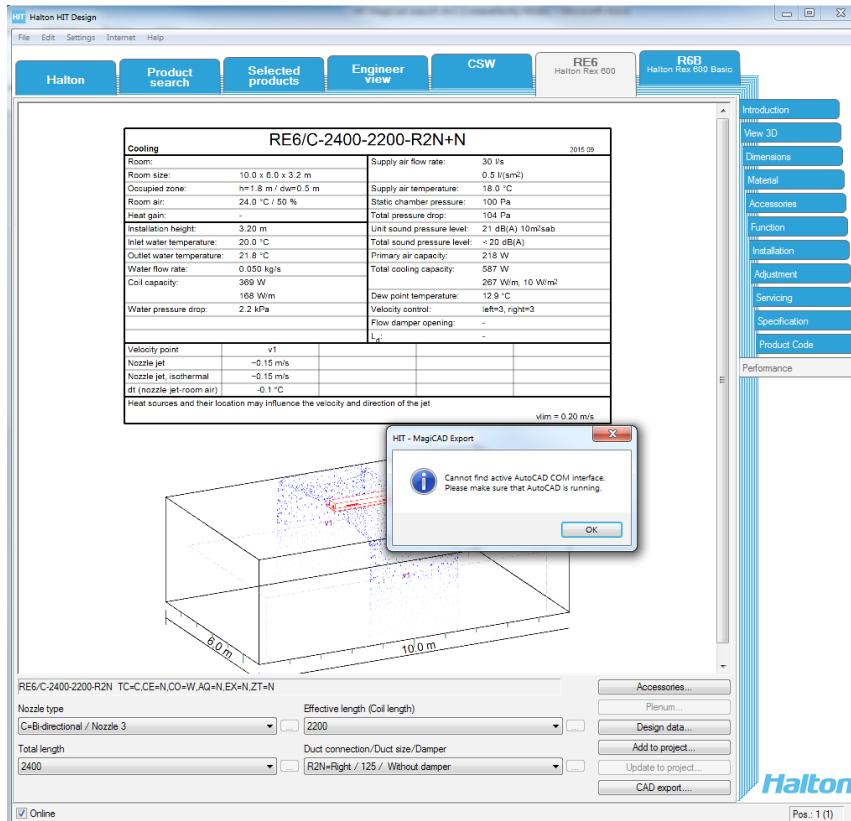 HIT Halton HIT Design
File Edit Settings Internet Help
Halton
Product search
Selected products
Engineer view
CSW
RE6
Halton Rex 600
R6B
Halton Rex 600 Basic
Introduction
View 3D
Dimensions
Material
Accessories
Function
Installation
Adjustment
Servicing
Specification
Product Code
Performance
Cooling RE6/C-2400-2200-R2N+N 2015.09
Room: Supply air flow rate: 30 l/s
Room size: 10.0 x 6.0 x 3.2 m 0.5 l/(sm2)
Occupied zone: h=1.8 m / dw=0.5 m Supply air temperature: 18.0 °C
Room air: 24.0 °C / 50 % Static chamber pressure: 100 Pa
Heat gain: - Total pressure drop: 104 Pa
Installation height: 3.20 m Unit sound pressure level: 21 dB(A) 10m²sab
Inlet water temperature: 20.0 °C Total sound pressure level: < 20 dB(A)
Outlet water temperature: 21.8 °C Primary air capacity: 218 W
Water flow rate: 0.050 kg/s Total cooling capacity: 587 W
Coil capacity: 369 W 267 W/m, 10 W/m2
168 W/m Dew point temperature: 12.9 °C
Water pressure drop: 2.2 kPa Velocity control: left=3, right=3
Flow damper opening: -
Ld: -
Velocity point v1
Nozzle jet ~0.15 m/s
Nozzle jet, isothermal ~0.15 m/s
dt (nozzle jet-room air) -0.1 °C
Heat sources and their location may influence the velocity and direction of the jet
vlim = 0.20 m/s
HIT - MagiCAD Export
Cannot find active AutoCAD COM interface.
Please make sure that AutoCAD is running.
OK
v1
v1
6.0 m
10.0 m
RE6/C-2400-2200-R2N TC=C,CE=N,CO=W,AQ=N,EX=N,ZT=N
Nozzle type
C=Bi-directional / Nozzle 3
Effective length (Coil length)
2200
Total length
2400
Duct connection/Duct size/Damper
R2N=Right / 125 / Without damper
Accessories...
Plenum...
Design data...
Add to project...
Update to project...
CAD export....
Halton
Online
Pos.: 1 (1)